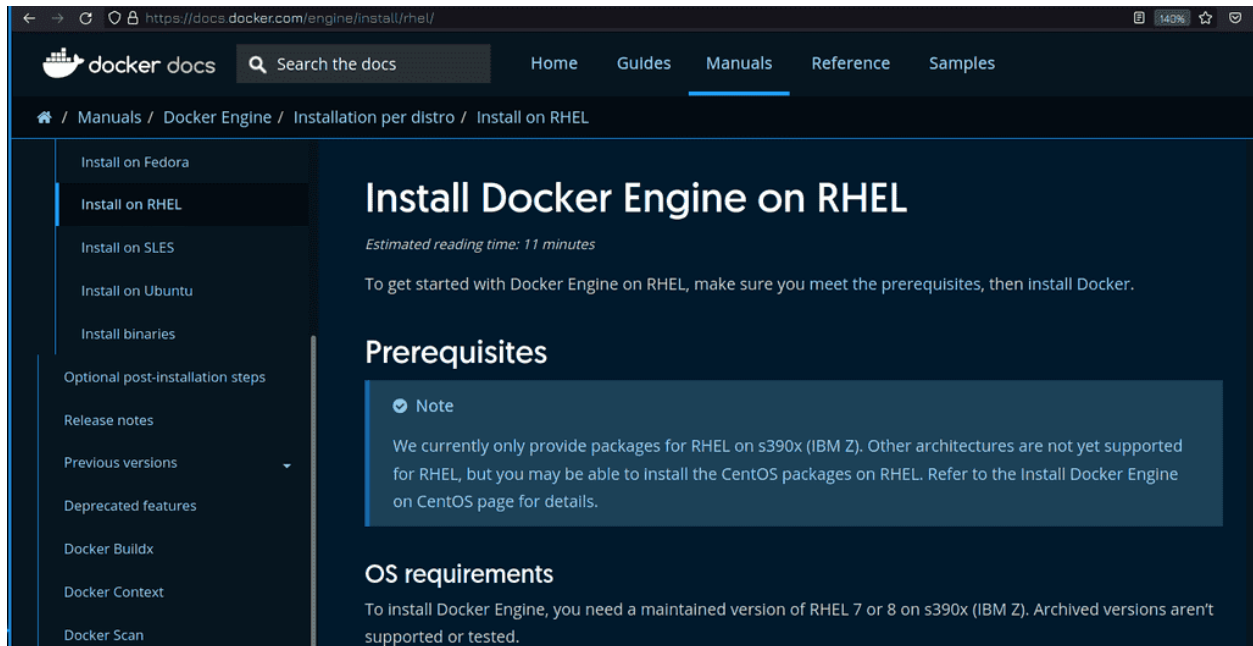 https://docs.docker.com/engine/install/rhel/
140%
docker docs
Search the docs
Home
Guides
Manuals
Reference
Samples
/ Manuals / Docker Engine / Installation per distro / Install on RHEL
Install on Fedora
Install on RHEL
Install on SLES
Install on Ubuntu
Install binaries
Optional post-installation steps
Release notes
Previous versions
Deprecated features
Docker Buildx
Docker Context
Docker Scan
Install Docker Engine on RHEL
Estimated reading time: 11 minutes
To get started with Docker Engine on RHEL, make sure you meet the prerequisites, then install Docker.
Prerequisites
Note
We currently only provide packages for RHEL on s390x (IBM Z). Other architectures are not yet supported
for RHEL, but you may be able to install the CentOS packages on RHEL. Refer to the Install Docker Engine
on CentOS page for details.
OS requirements
To install Docker Engine, you need a maintained version of RHEL 7 or 8 on s390x (IBM Z). Archived versions aren't
supported or tested.